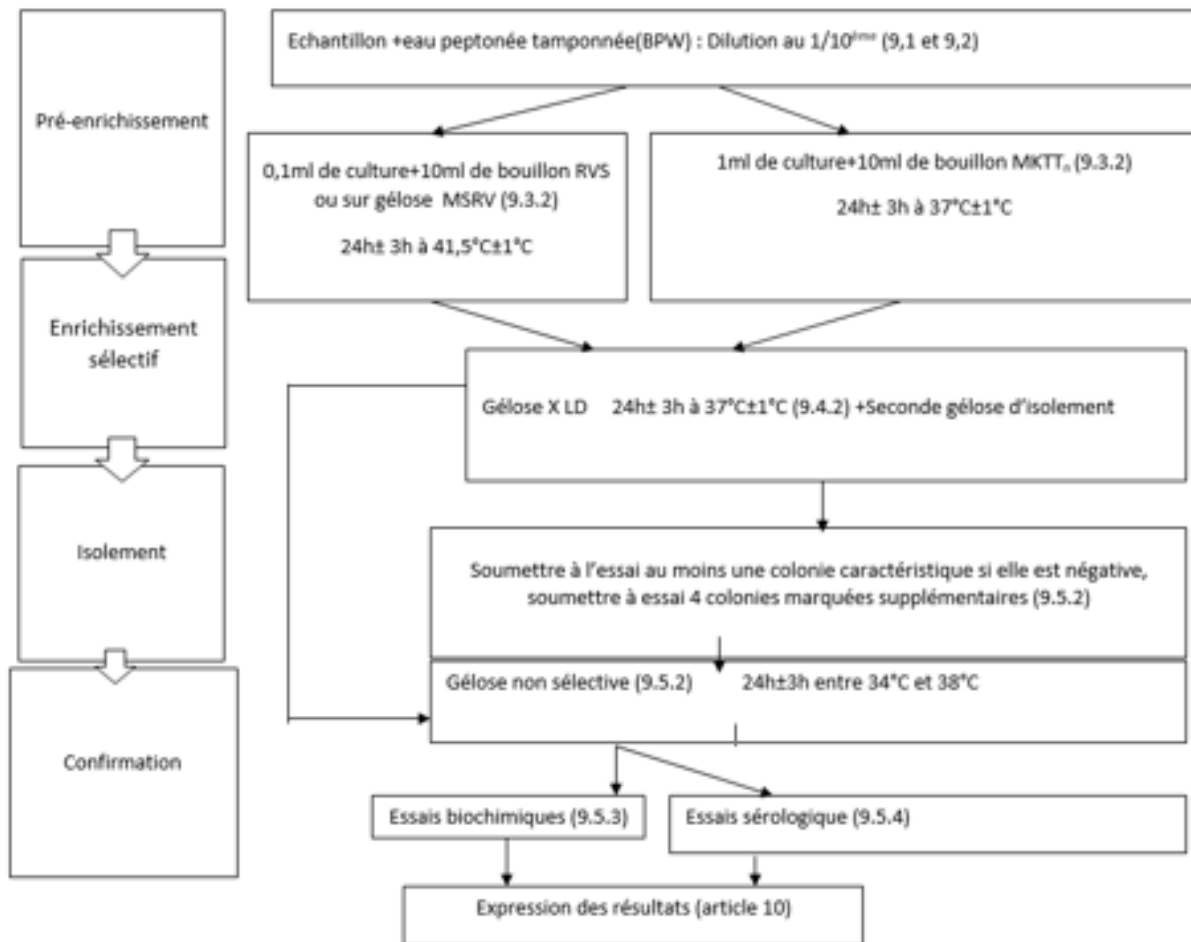 Pré-enrichissement
Echantillon +eau peptonée tamponnée(BPW) : Dilution au 1/10ème (9,1 et 9,2)
0,1ml de culture+10ml de bouillon RVS
ou sur gélose MSRV (9.3.2)
24h± 3h à 41,5°C±1°C
1ml de culture+10ml de bouillon MKTTn (9.3.2)
24h± 3h à 37°C±1°C
Enrichissement
sélectif
Gélose X LD 24h± 3h à 37°C±1°C (9.4.2) +Seconde gélose d'isolement
Isolement
Soumettre à l'essai au moins une colonie caractéristique si elle est négative,
soumettre à essai 4 colonies marquées supplémentaires (9.5.2)
Gélose non sélective (9.5.2) 24h±3h entre 34°C et 38°C
Confirmation
Essais biochimiques (9.5.3)
Essais sérologique (9.5.4)
Expression des résultats (article 10)